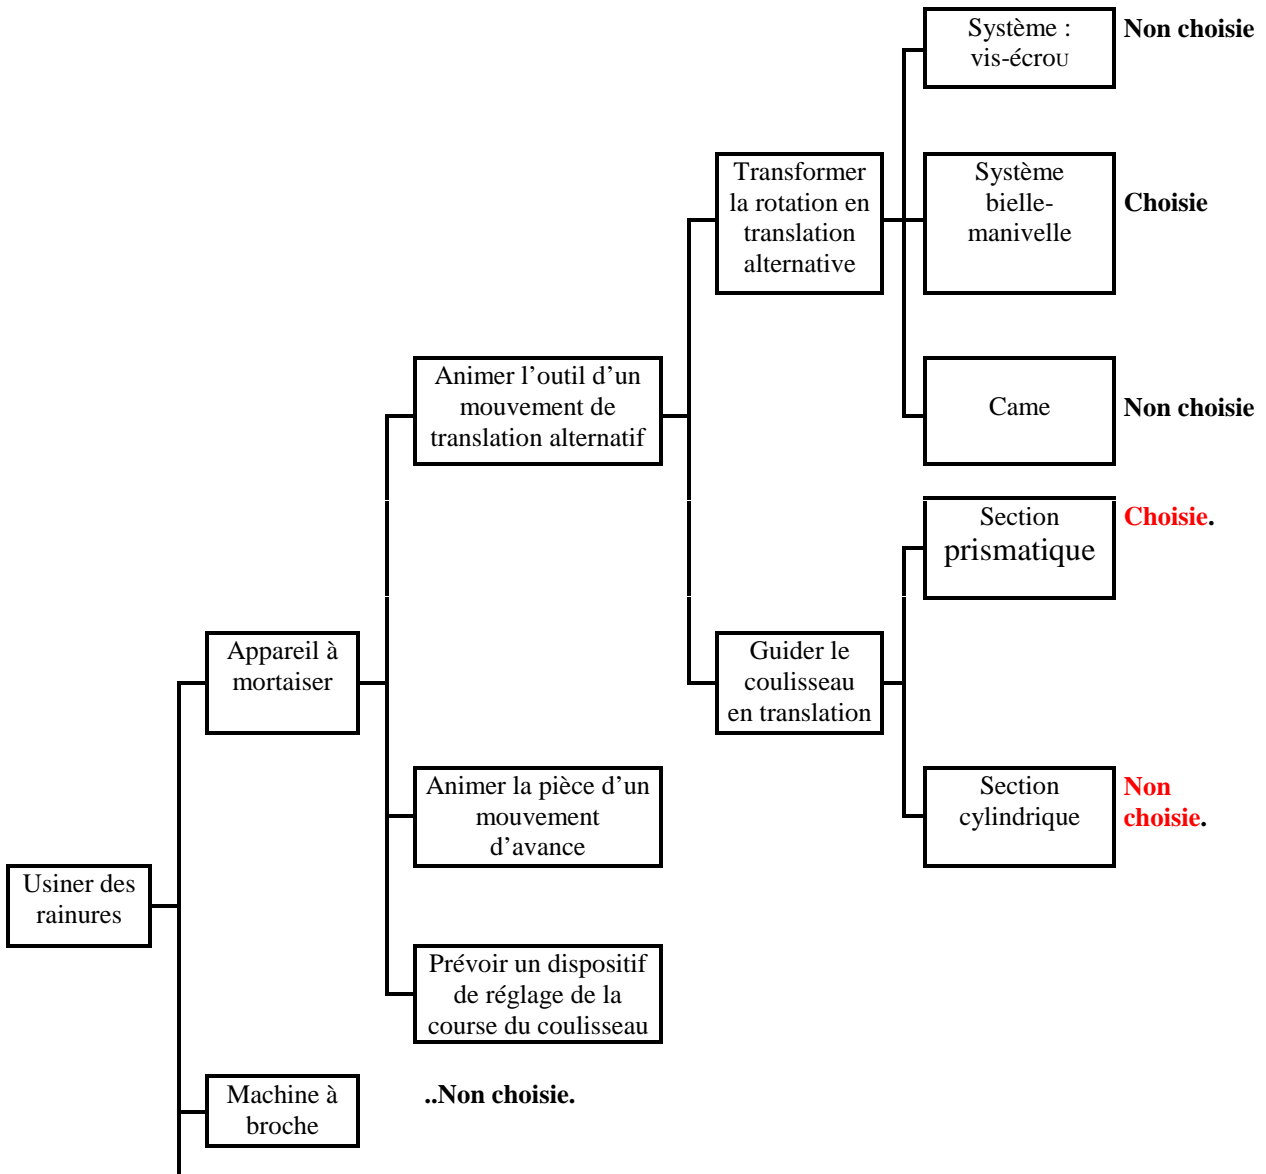 Système :
vis-écrou
Non choisie
Transformer
la rotation en
translation
alternative
Système
bielle-
manivelle
Choisie
Animer l’outil d’un
mouvement de
translation alternatif
Came
Non choisie
Section
prismatique
Choisie.
Appareil à
mortaiser
Guider le
coulisseau
en translation
Animer la pièce d’un
mouvement
d’avance
Section
cylindrique
Non
choisie.
Usiner des
rainures
Prévoir un dispositif
de réglage de la
course du coulisseau
Machine à
broche
..Non choisie.